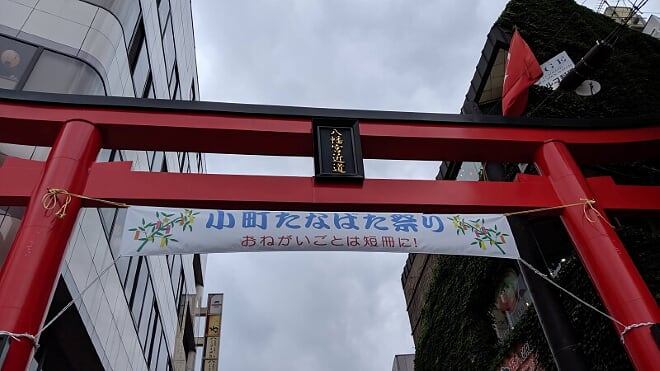 八幡宮近道
小町たなばた祭り
おねがいごとは短冊に!